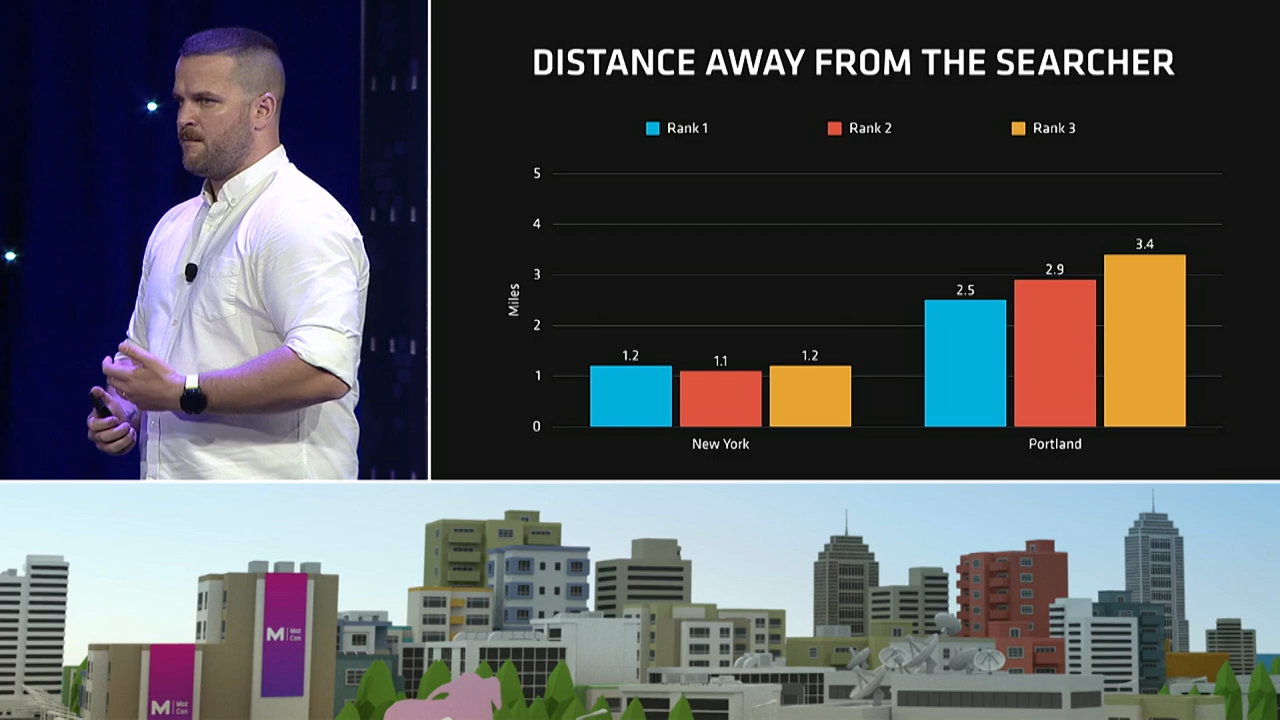 DISTANCE AWAY FROM THE SEARCHER
Rank 1 Rank 2 Rank 3
5
4
3
2
1
0
Miles
1.2 1.1 1.2
2.5 2.9 3.4
New York Portland
M Moz Con
M Moz Con